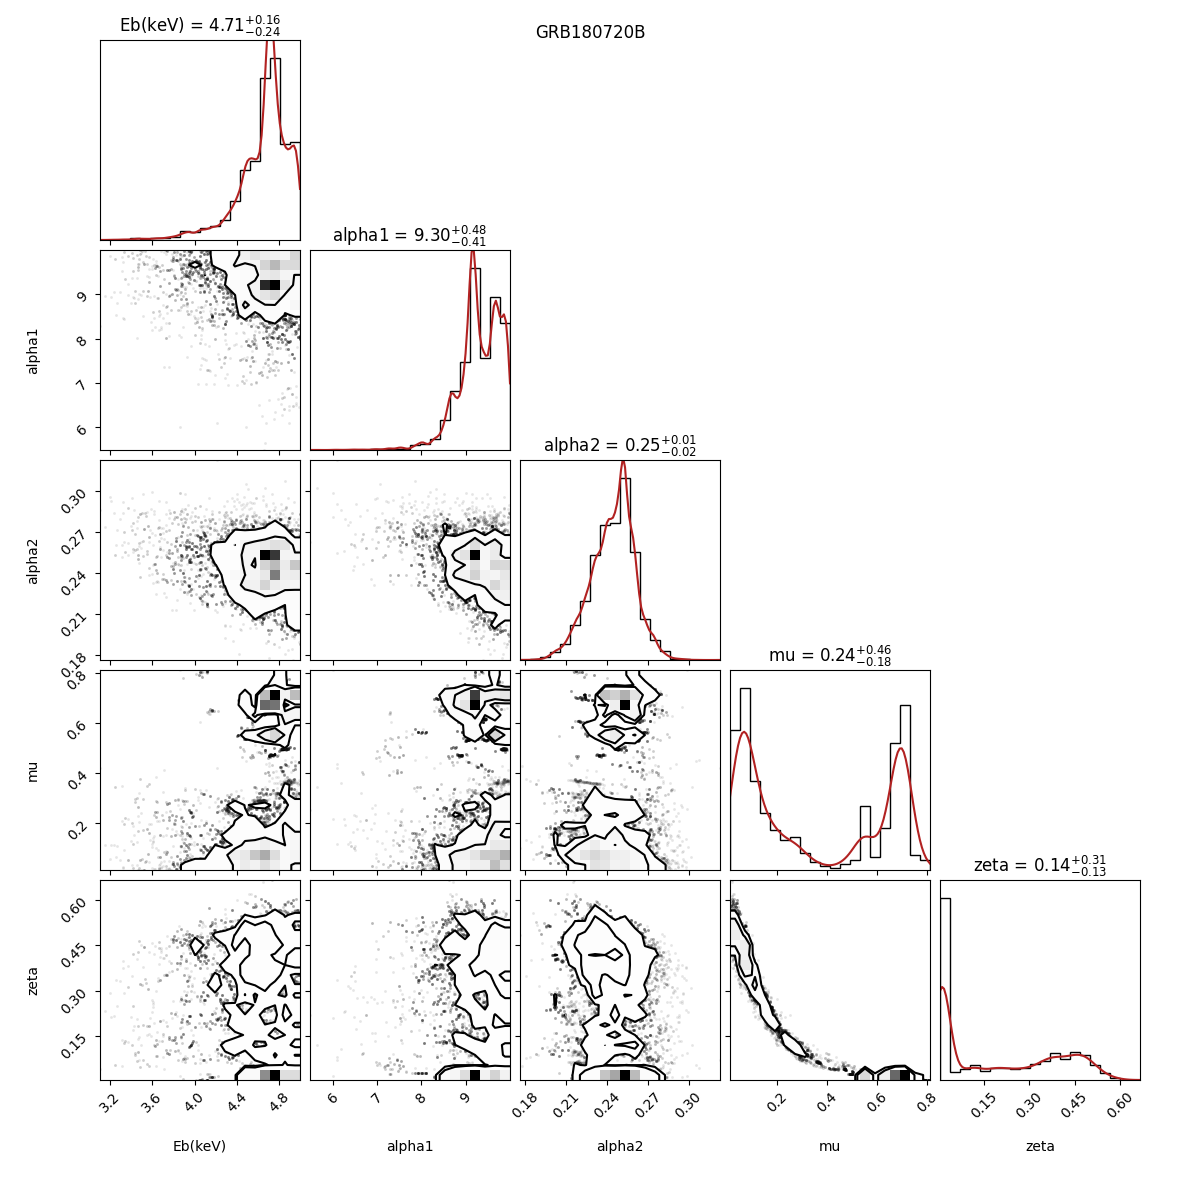 GRB180720B
Eb(keV) = 4.71+0.16−0.24
alpha1 = 9.30+0.48−0.41
alpha2 = 0.25+0.01−0.02
mu = 0.24+0.46−0.18
zeta = 0.14+0.31−0.13
alpha1
9
8
7
6
alpha2
0.30
0.27
0.24
0.21
0.18
mu
0.8
0.6
0.4
0.2
zeta
0.60
0.45
0.30
0.15
3.2 3.6 4.0 4.4 4.8
6 7 8 9
0.18 0.21 0.24 0.27 0.30
0.2 0.4 0.6 0.8
0.15 0.30 0.45 0.60
Eb(keV) alpha1 alpha2 mu zeta